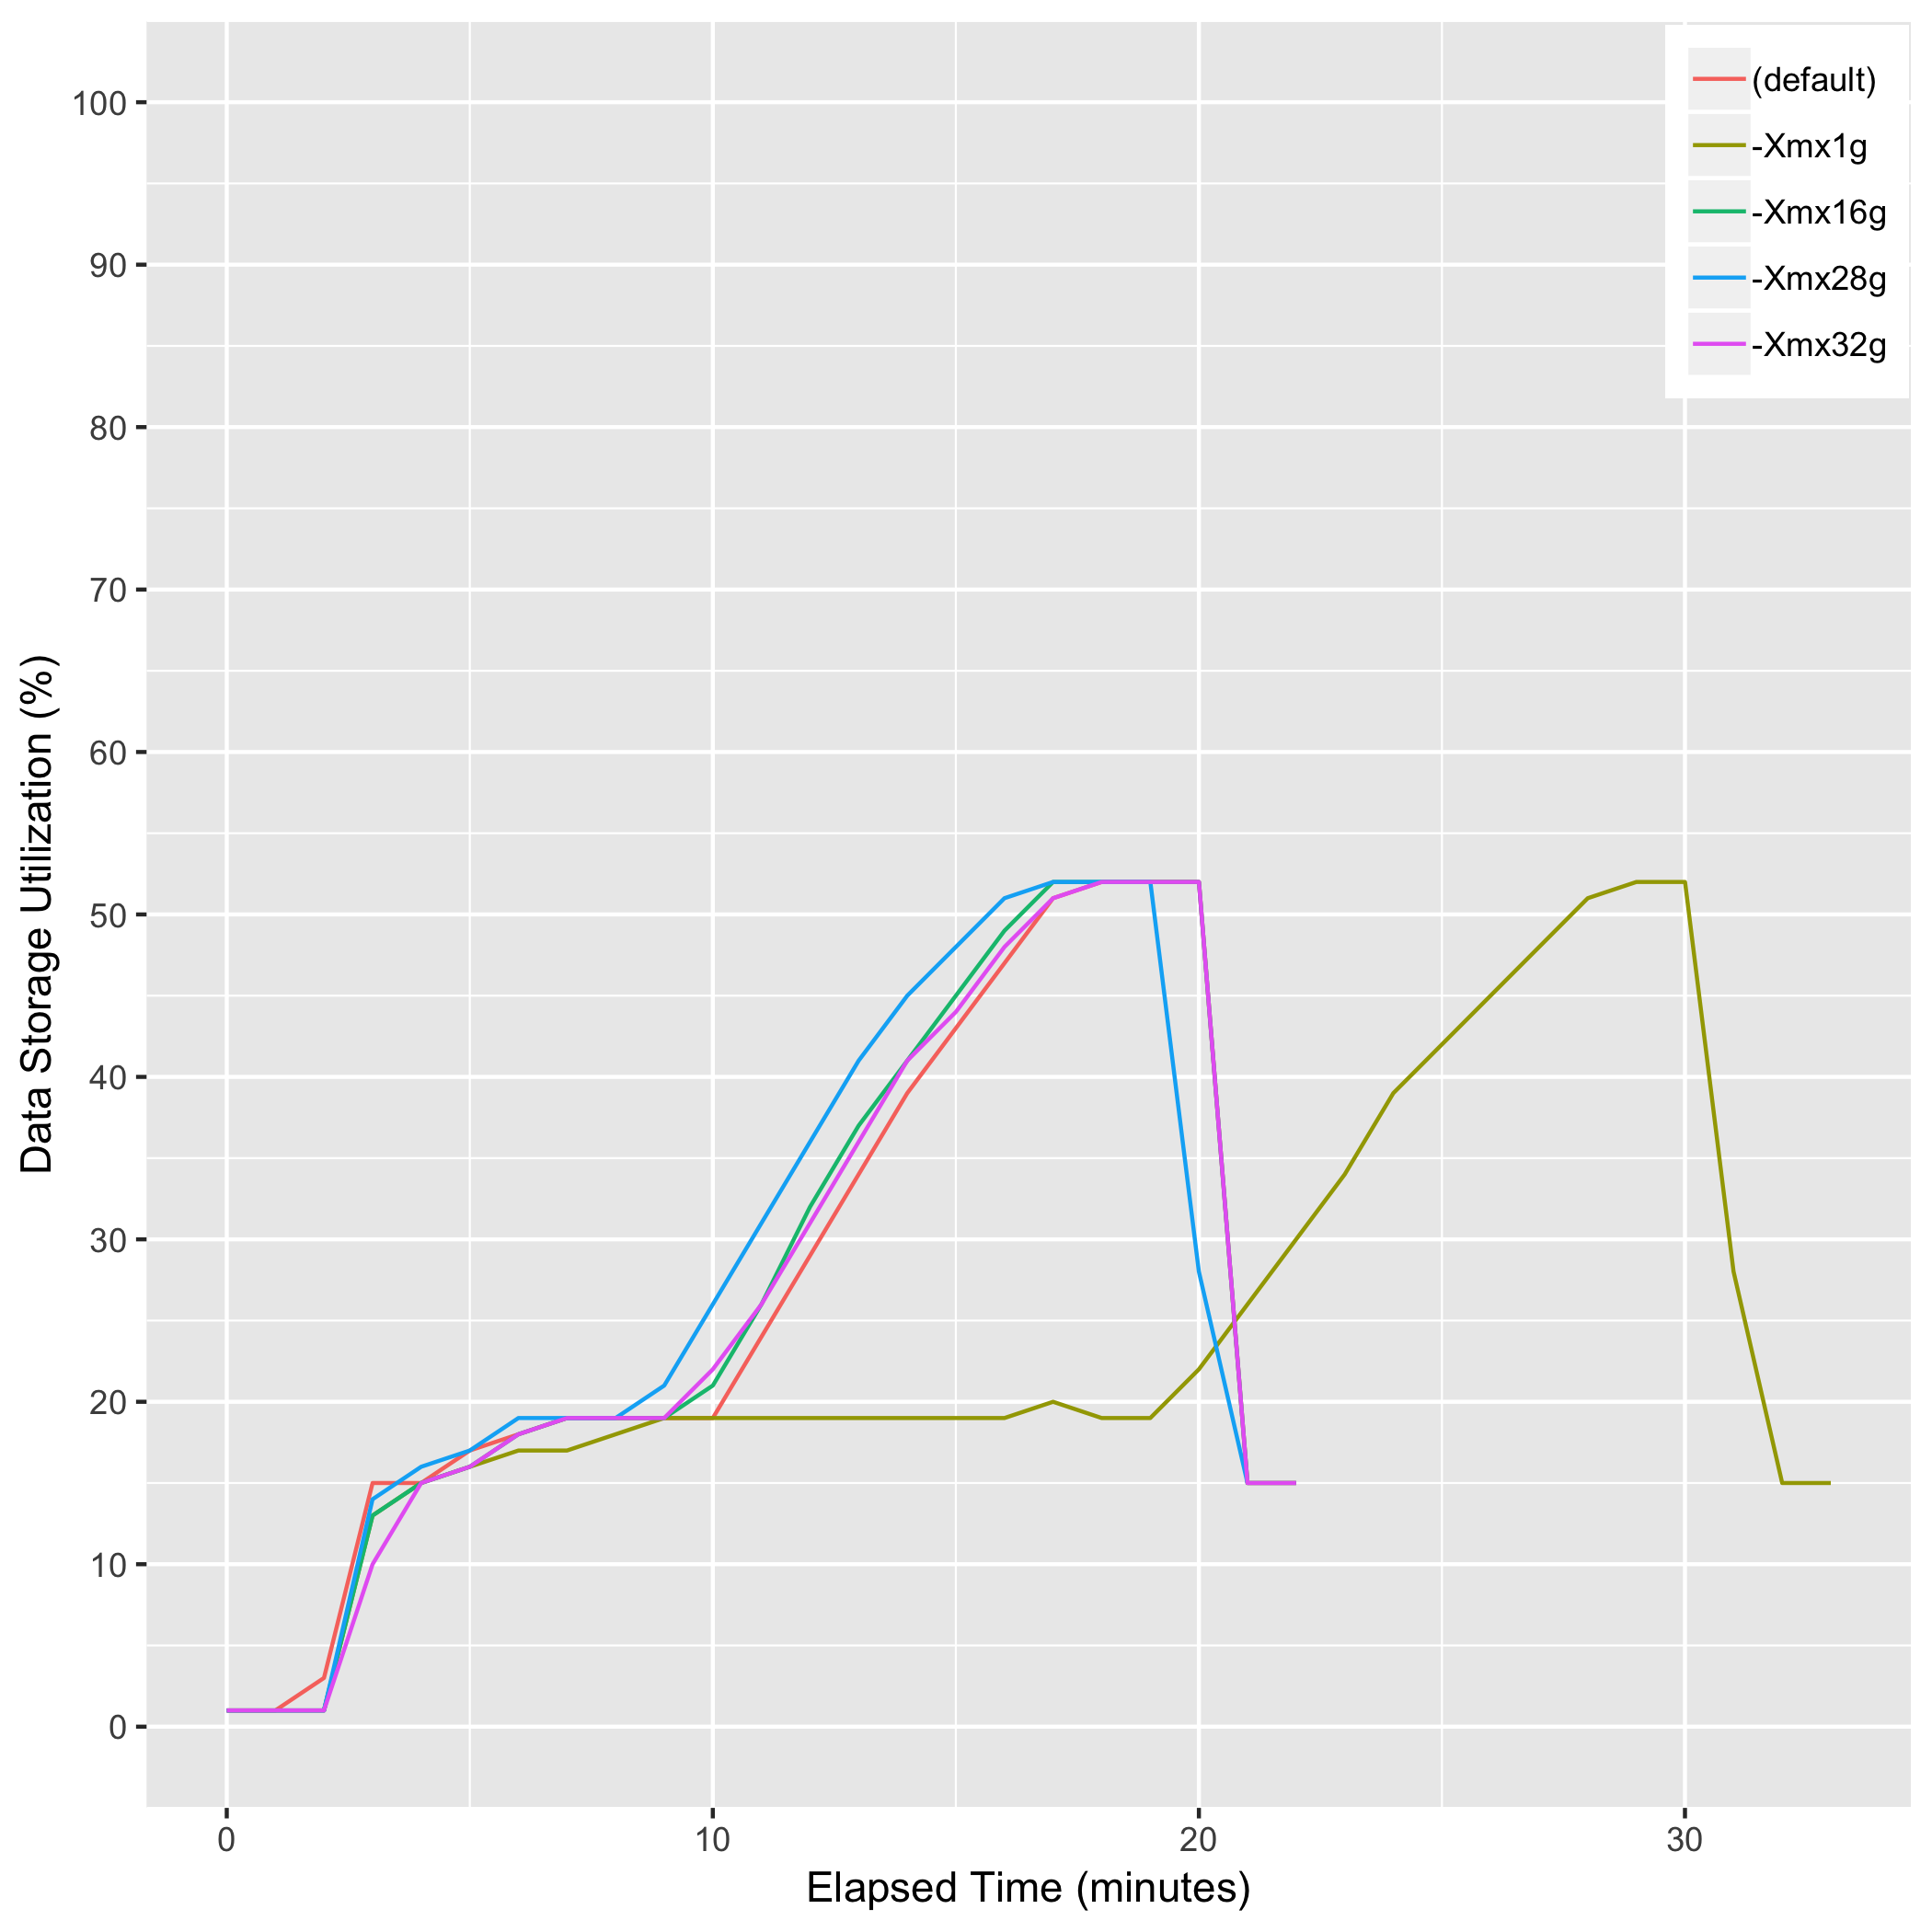 (default)
-Xmx1g
-Xmx16g
-Xmx28g
-Xmx32g
100
90
80
70
60
50
40
30
20
10
0
Data Storage Utilization (%)
0 10 20 30
Elapsed Time (minutes)